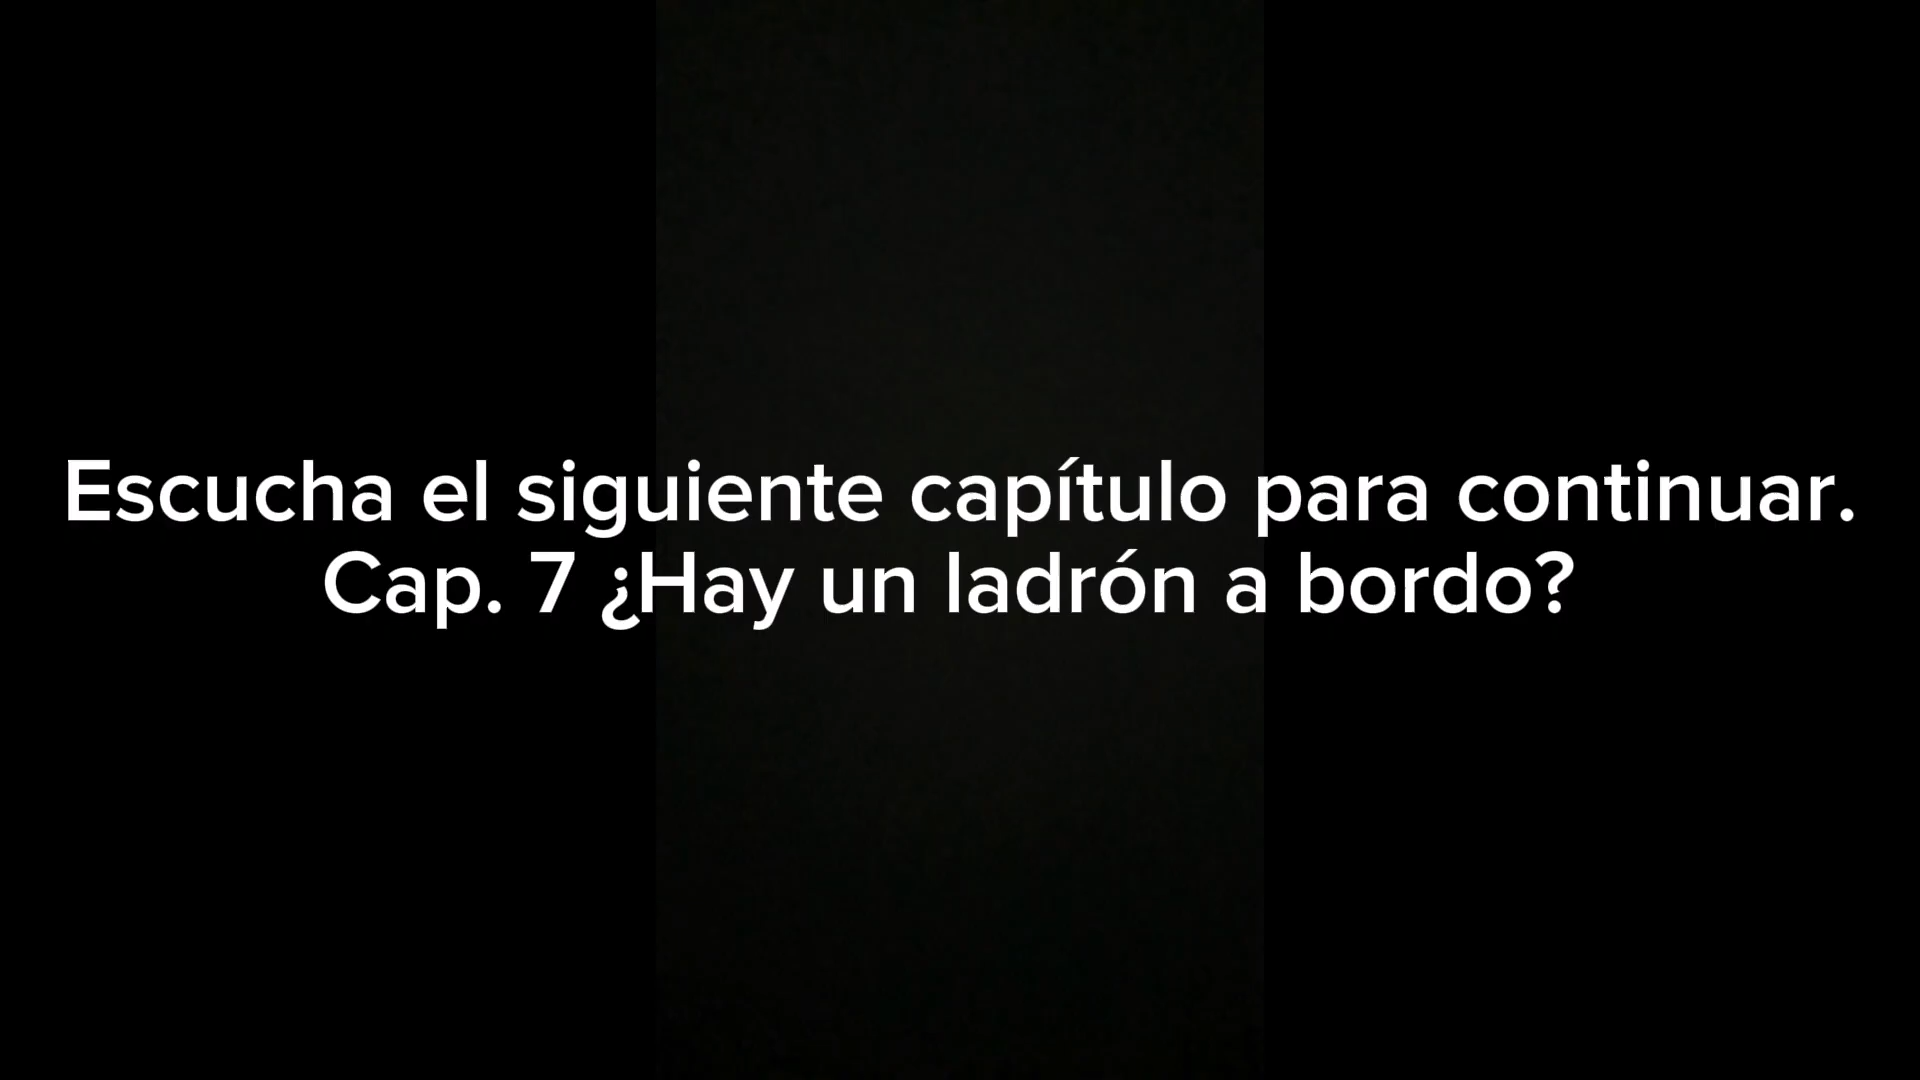 Escucha el siguiente capítulo para continuar.
Cap. 7 ¿Hay un ladrón a bordo?